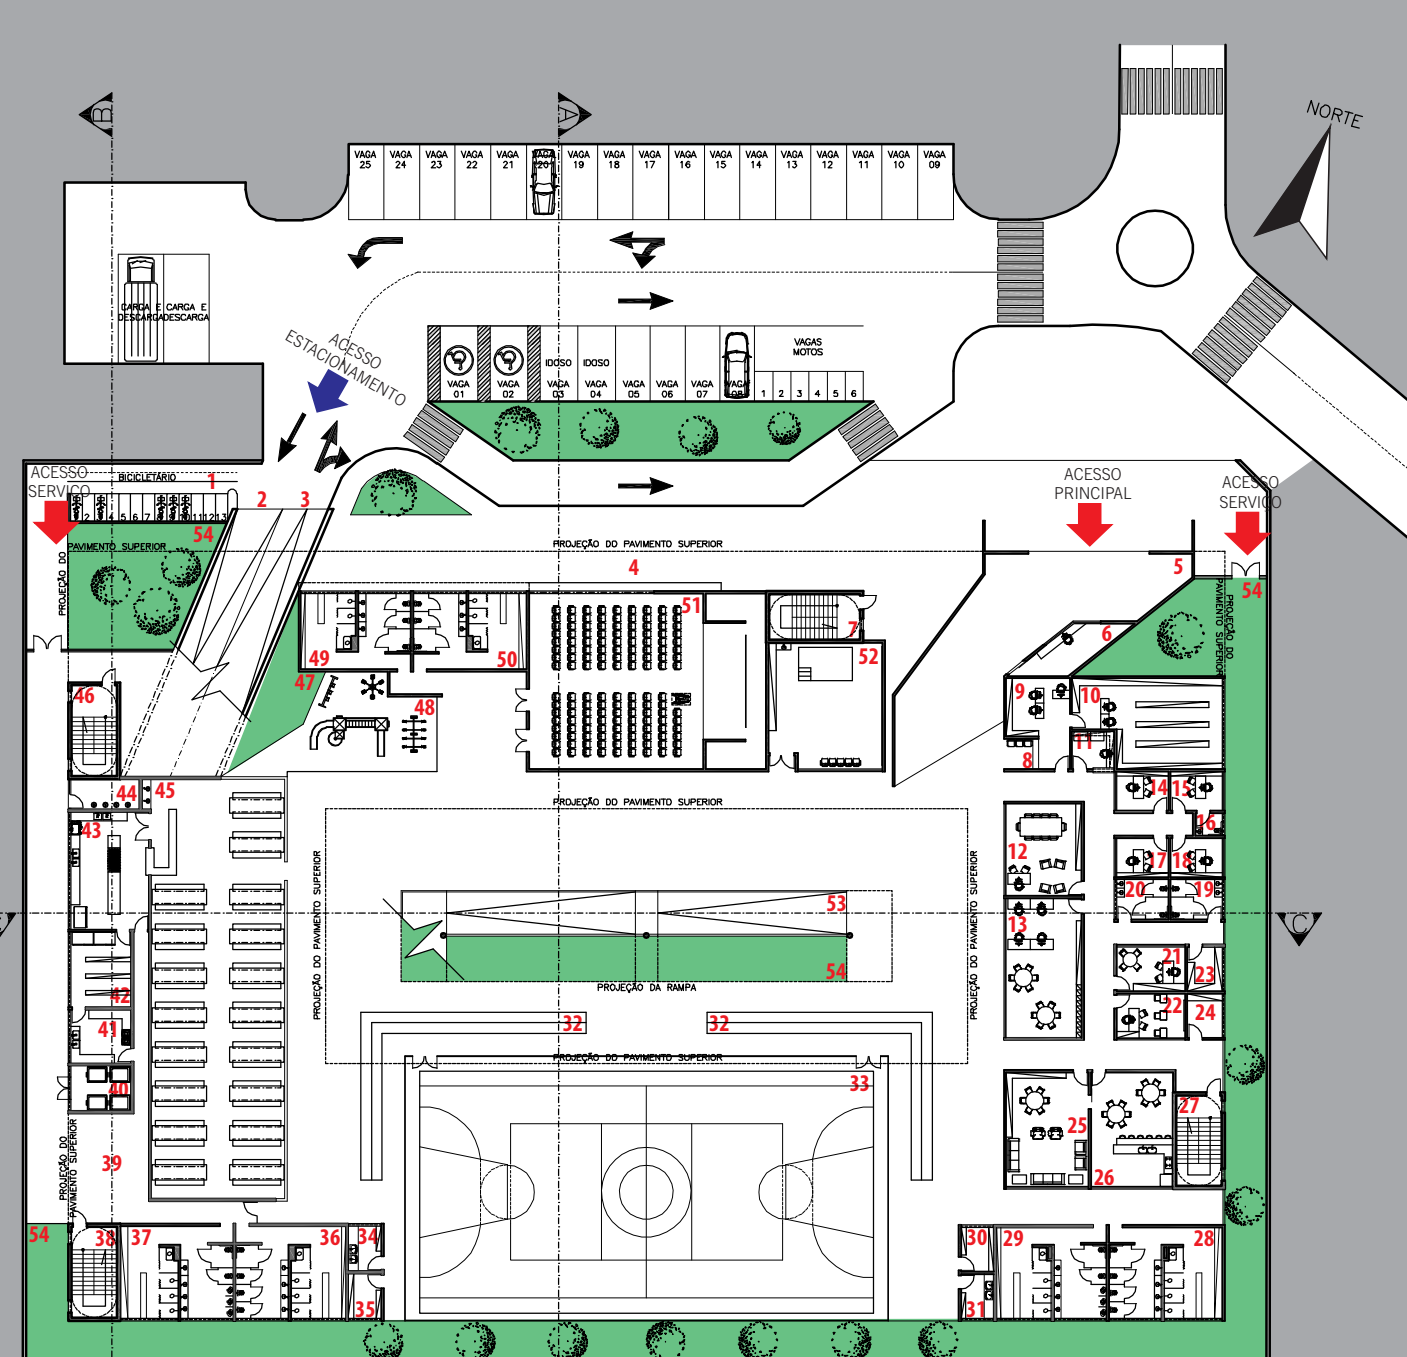 NORTE
B
A
VAGA 25
VAGA 24
VAGA 23
VAGA 22
VAGA 21
VAGA 20
VAGA 19
VAGA 18
VAGA 17
VAGA 16
VAGA 15
VAGA 14
VAGA 13
VAGA 12
VAGA 11
VAGA 10
VAGA 09
CARGA E DESCARGA
CARGA E DESCARGA
ACESSO ESTACIONAMENTO
IDOSO
IDOSO
VAGAS MOTOS
VAGA 01
VAGA 02
VAGA 03
VAGA 04
VAGA 05
VAGA 06
VAGA 07
VAGA 08
1 2 3 4 5 6
ACESSO SERVIÇO
BICICLETÁRIO
1
2
3
ACESSO PRINCIPAL
ACESSO SERVIÇO
54
PROJEÇÃO DO PAVIMENTO SUPERIOR
PROJEÇÃO DO PAVIMENTO SUPERIOR
4
5
54
PROJEÇÃO DO PAVIMENTO SUPERIOR
51
7
6
49
50
52
47
48
46
9
10
11
8
44
45
43
PROJEÇÃO DO PAVIMENTO SUPERIOR
14
15
16
12
17
18
20
19
PROJEÇÃO DO PAVIMENTO SUPERIOR
PROJEÇÃO DO PAVIMENTO SUPERIOR
53
13
C
54
PROJEÇÃO DA RAMPA
21
23
42
22
24
41
32
32
PROJEÇÃO DO PAVIMENTO SUPERIOR
40
33
27
25
26
39
PROJEÇÃO DO PAVIMENTO SUPERIOR
54
38
37
36
34
35
30
31
29
28